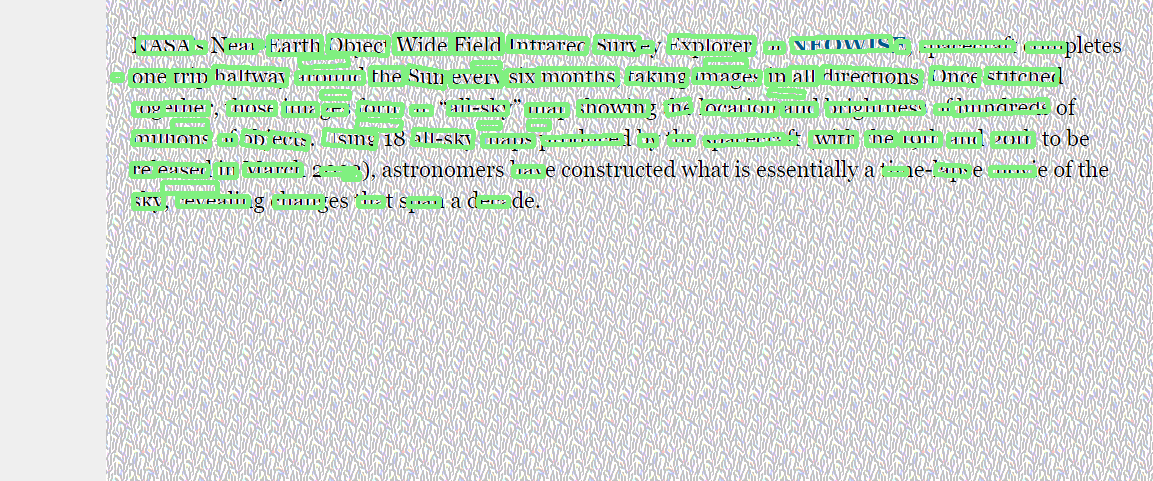 NASA's Near Earth Object Wide Field Infrared Survey Explorer or NEOWISE spacecraft completes
one trip halfway around the Sun every six months, taking images in all directions. Once stitched
together, those images form an “all-sky” map showing the location and brightness of hundreds of
millions of objects. Using 18 all-sky maps produced by the spacecraft with the 19th and 20th to be
released in March), astronomers have constructed what is essentially a time-lapse movie of the
sky, revealing changes that span a decade.